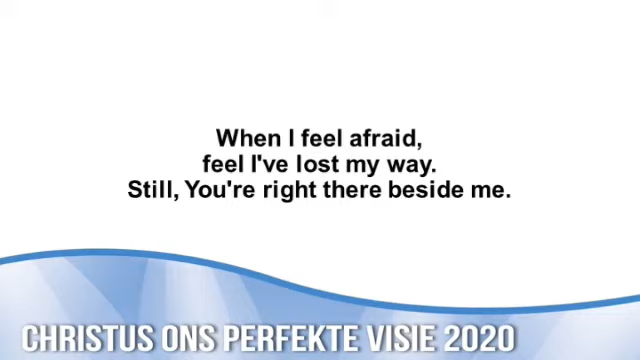 When I feel afraid,
feel I've lost my way.
Still, You're right there beside me.
CHRISTUS ONS PERFEKTE VISIE 2020